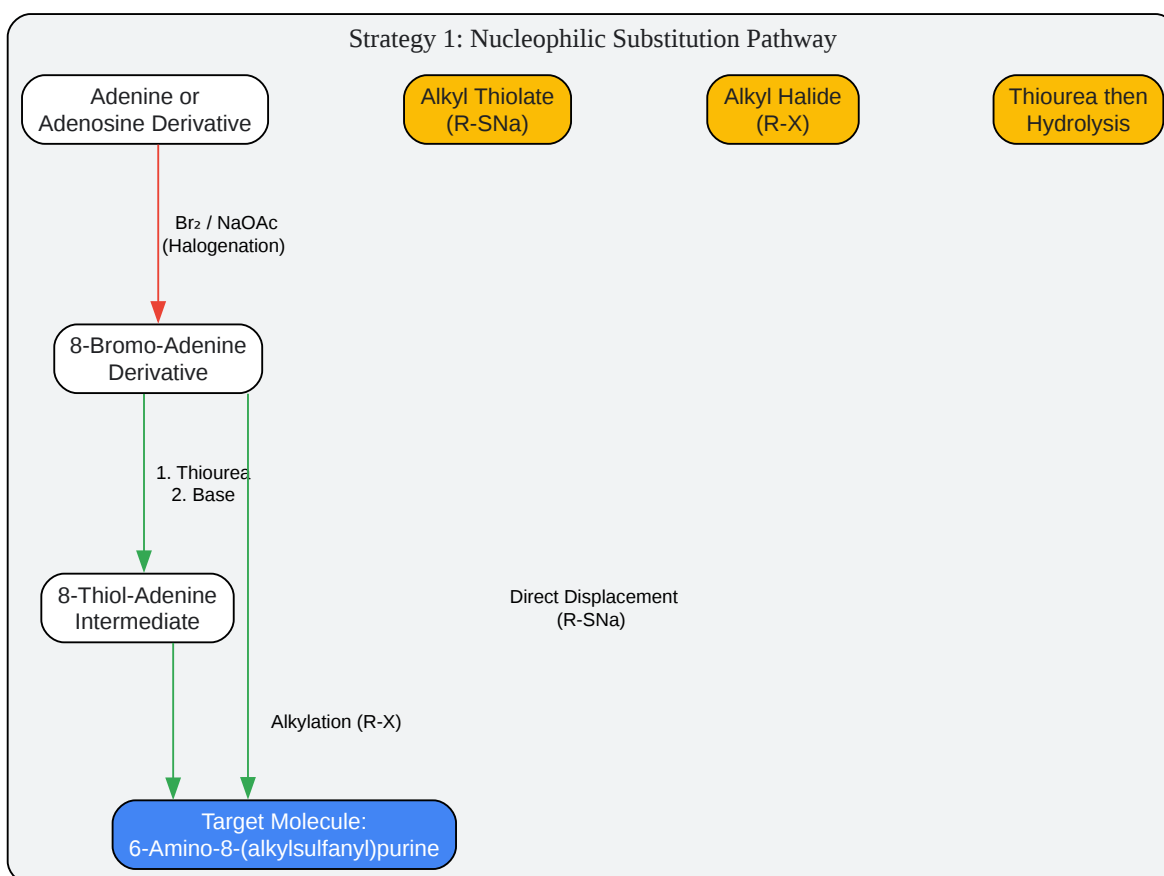 Strategy 1: Nucleophilic Substitution Pathway
Adenine or
Adenosine Derivative
Alkyl Thiolate
(R-SNa)
Alkyl Halide
(R-X)
Thiourea then
Hydrolysis
Br₂ / NaOAc
(Halogenation)
8-Bromo-Adenine
Derivative
1. Thiourea
2. Base
8-Thiol-Adenine
Intermediate
Direct Displacement
(R-SNa)
Alkylation (R-X)
Target Molecule:
6-Amino-8-(alkylsulfanyl)purine